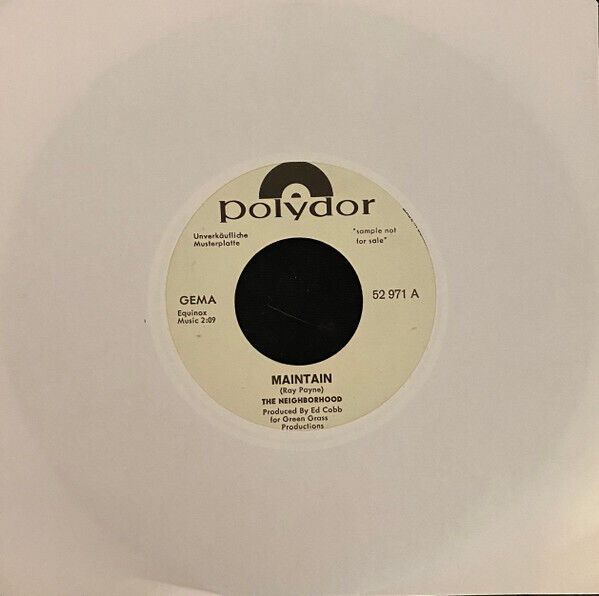 polydor
Unverkäufliche
Musterplatte
"sample not
for sale"
GEMA
52 971 A
Equinox
Music 2:09
MAINTAIN
(Ray Payne)
THE NEIGHBORHOOD
Produced By Ed Cobb
for Green Grass
Productions